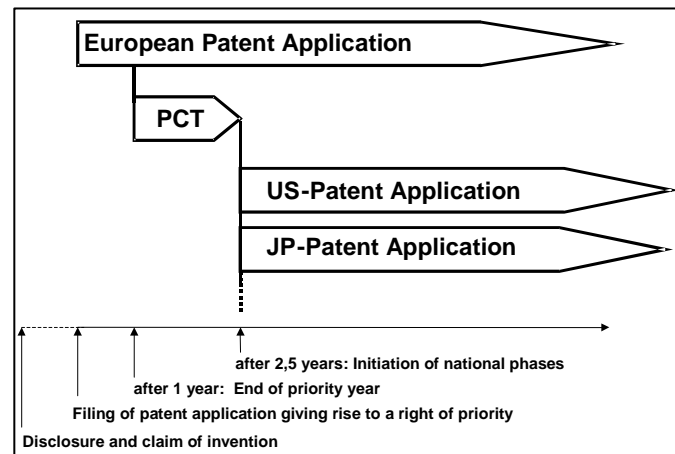 European Patent Application
PCT
US-Patent Application
JP-Patent Application
after 2,5 years: Initiation of national phases
after 1 year: End of priority year
Filing of patent application giving rise to a right of priority
Disclosure and claim of invention